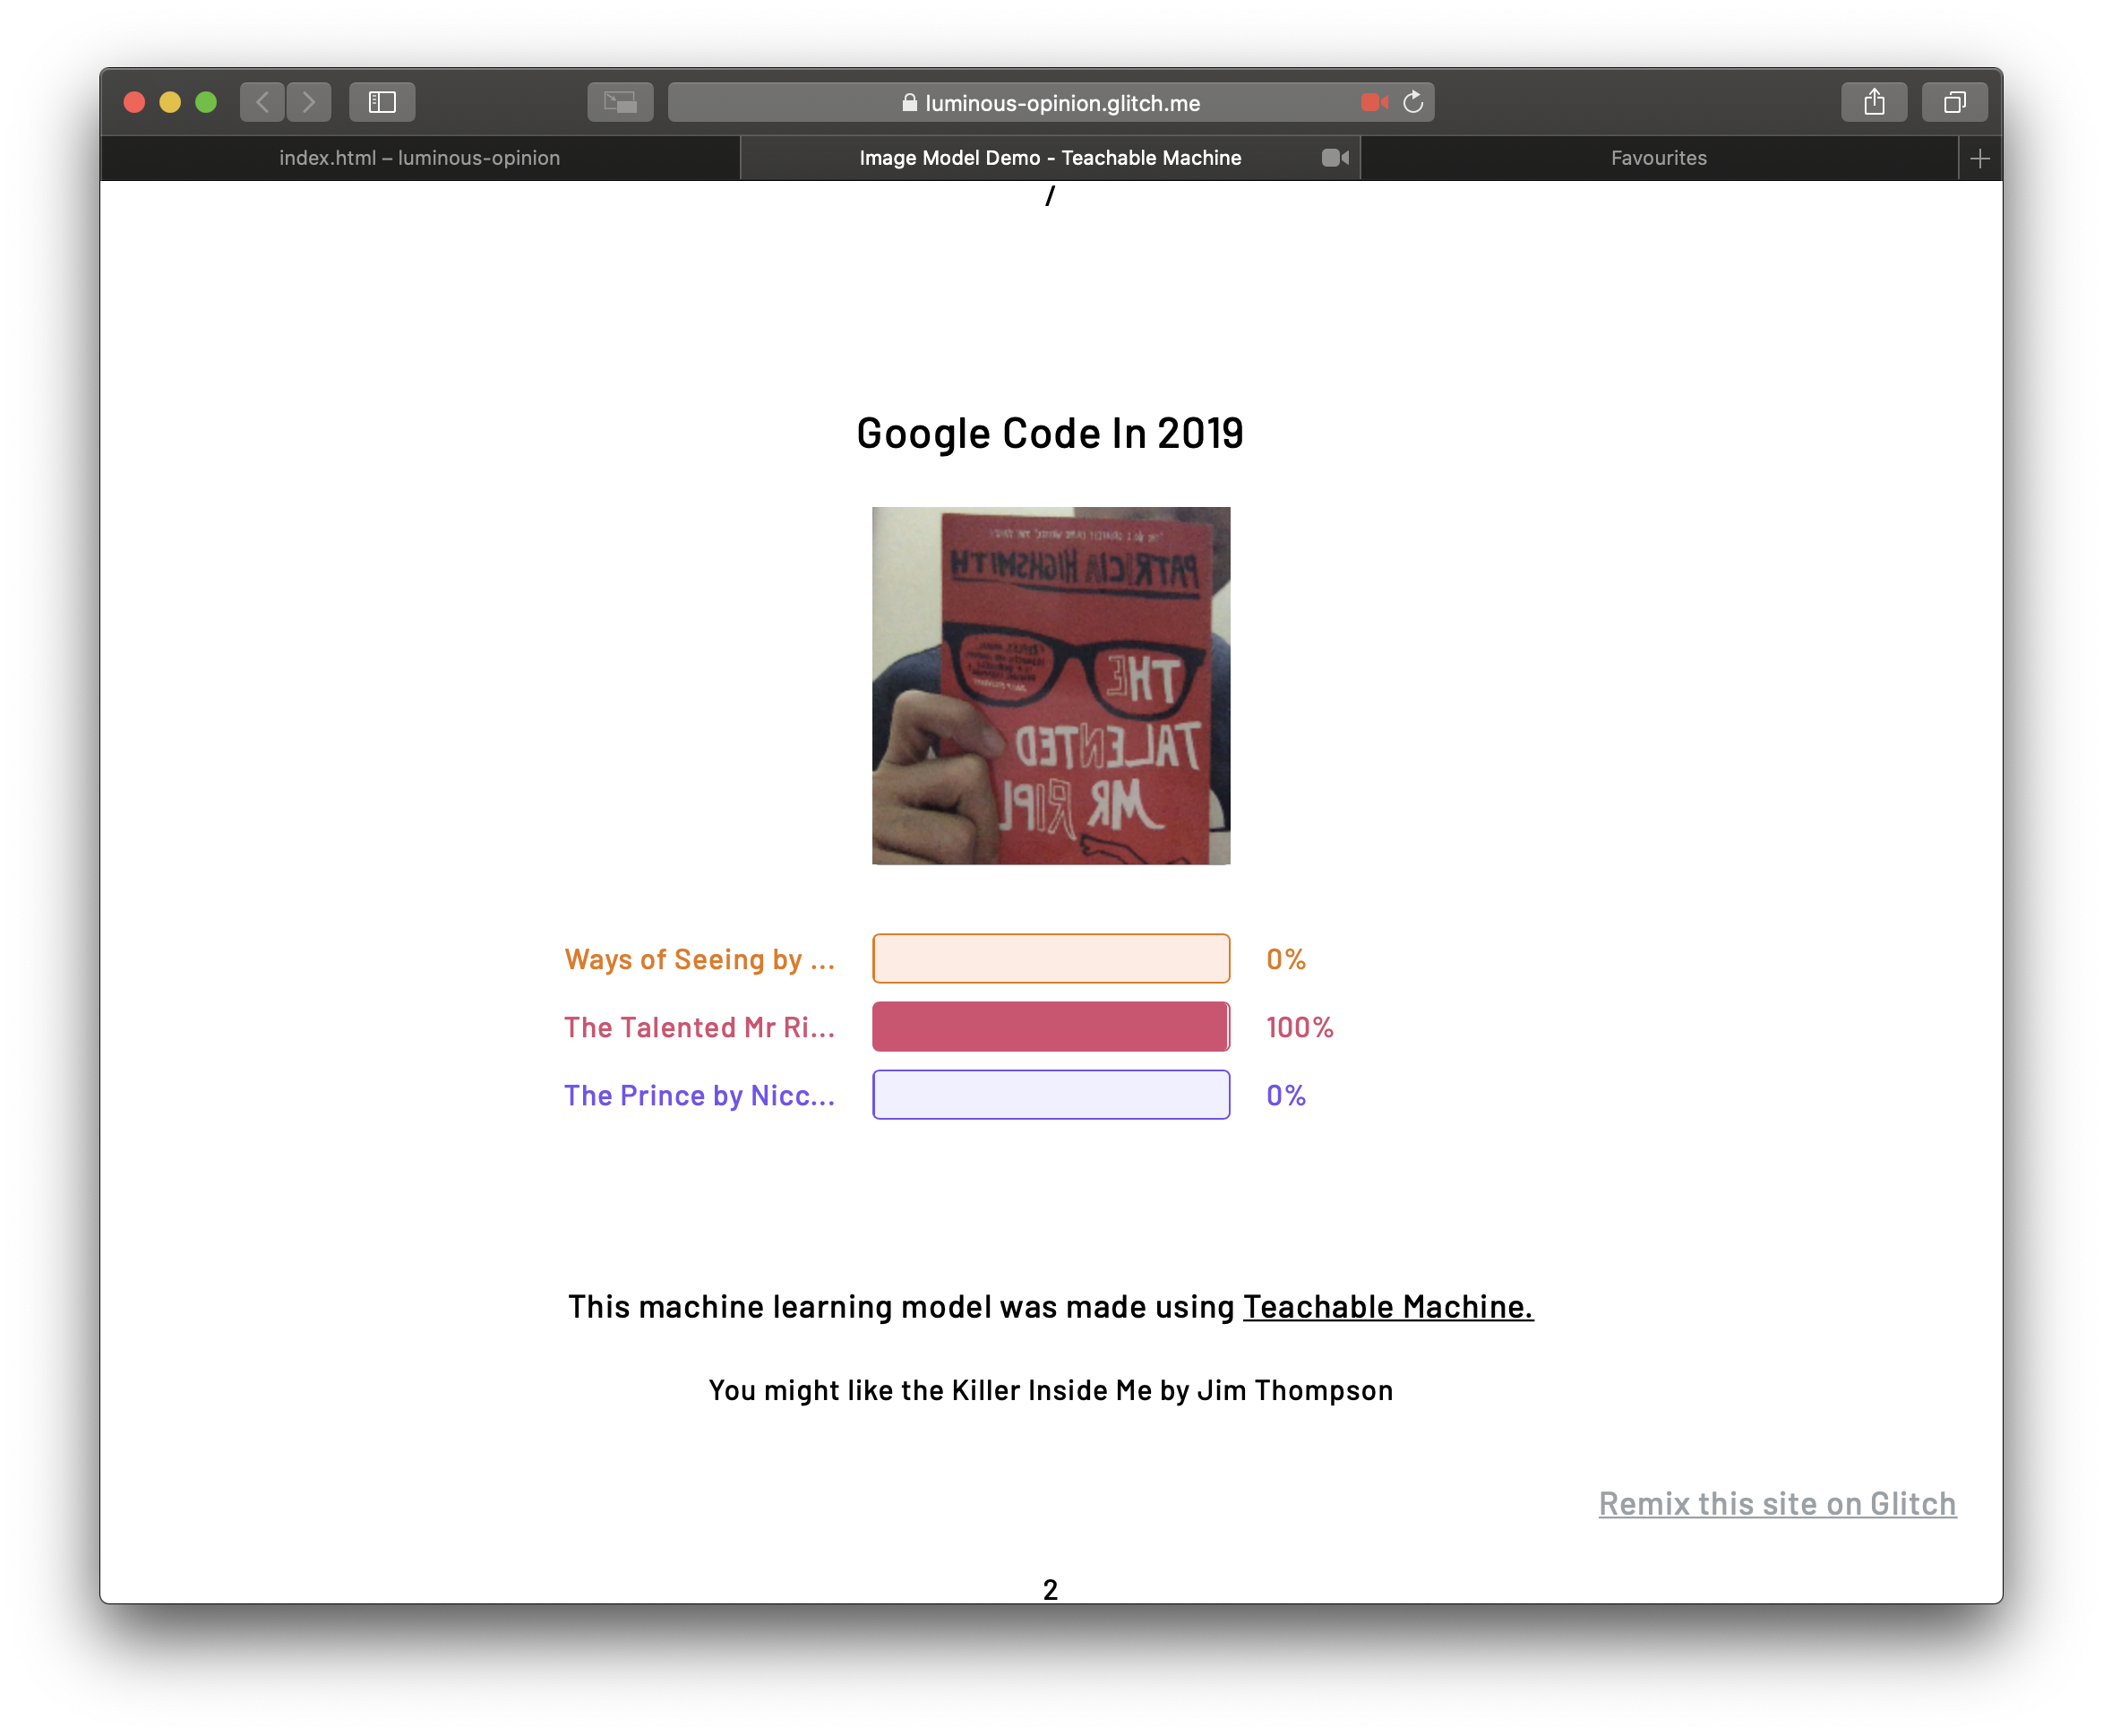 luminous-opinion.glitch.me
index.html – luminous-opinion
Image Model Demo - Teachable Machine
Favourites
/
Google Code In 2019
PATRICIA HIGHSMITH
THE
TALENTED
MR RIPL
Ways of Seeing by ...
0%
The Talented Mr Ri...
100%
The Prince by Nicc...
0%
This machine learning model was made using Teachable Machine.
You might like the Killer Inside Me by Jim Thompson
Remix this site on Glitch
2